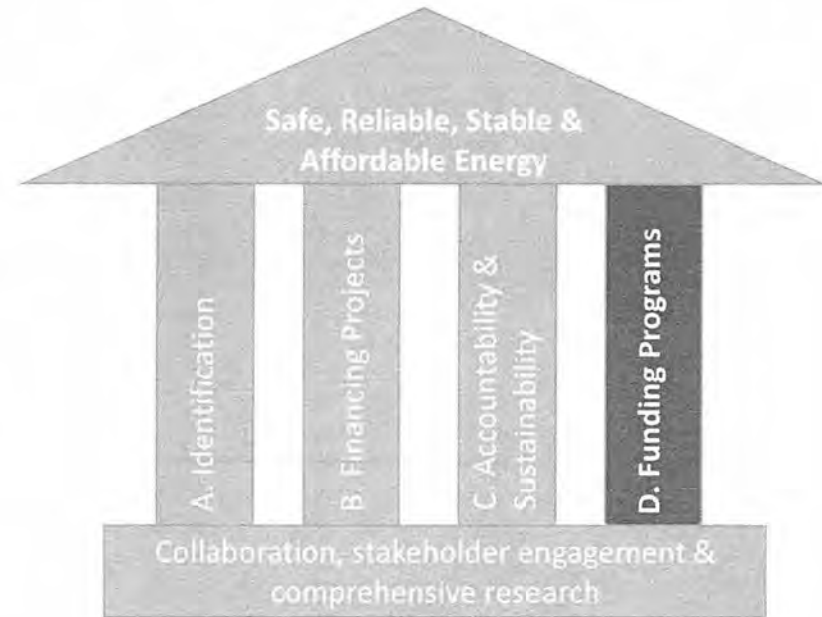 Safe, Reliable, Stable &
Affordable Energy
A. Identification
B. Financing Projects
C. Accountability &
Sustainability
D. Funding Programs
Collaboration, stakeholder engagement &
comprehensive research